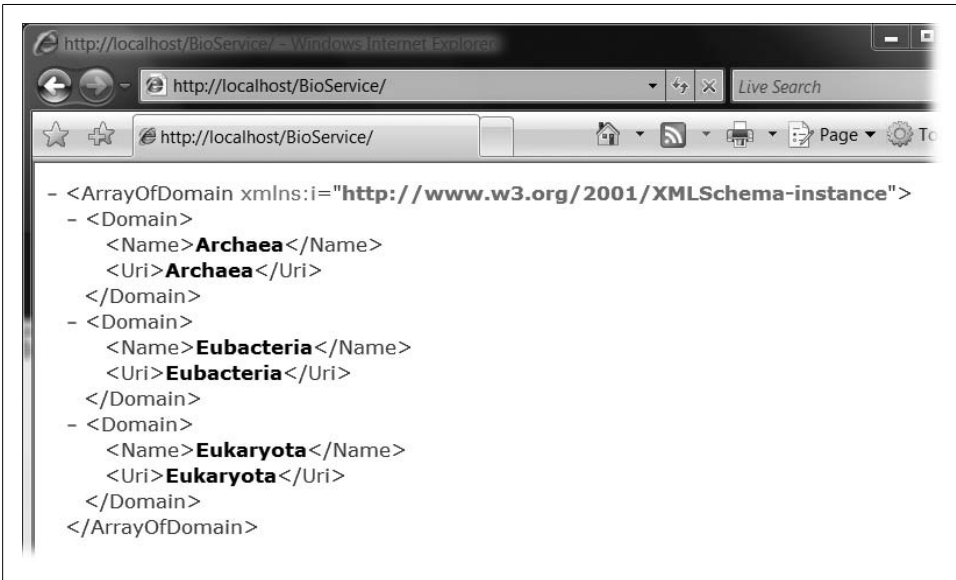 http://localhost/BioService/ - Windows Internet Explorer
http://localhost/BioService/
Live Search
http://localhost/BioService/
Page
To
- <ArrayOfDomain xmlns:i="http://www.w3.org/2001/XMLSchema-instance">
- <Domain>
<Name>Archaea</Name>
<Uri>Archaea</Uri>
</Domain>
- <Domain>
<Name>Eubacteria</Name>
<Uri>Eubacteria</Uri>
</Domain>
- <Domain>
<Name>Eukaryota</Name>
<Uri>Eukaryota</Uri>
</Domain>
</ArrayOfDomain>